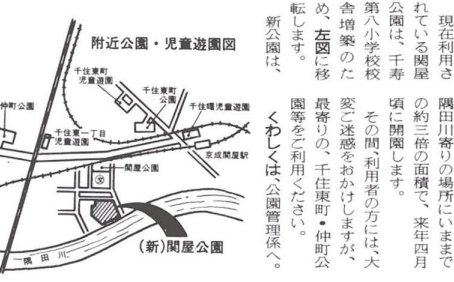 現在利用さ
れている関屋
公園は、千寿
第八小学校校
舎増築のた
め、左図に移
転します。
新公園は、
隅田川寄りの場所にいままで
の約三倍の面積で、来年四月
頃に開園します。
その間、利用者の方には、大
変ご迷惑をおかけしますが、
最寄りの、千住東町・仲町公
園等をご利用ください。
くわしくは、公園管理係へ。
附近公園・児童遊園図
千住東町
児童遊園
千住曙児童遊園
仲町公園
千住東一丁目
児童遊園
京成関屋駅
関屋公園
文
(新)関屋公園
隅田川